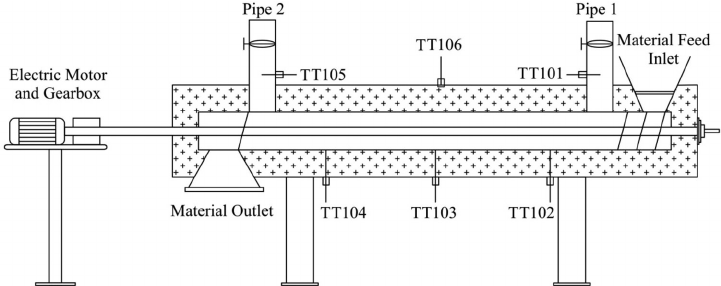 Pipe 2
Pipe 1
TT106
Material Feed
Inlet
Electric Motor
and Gearbox
TT105
TT101
Material Outlet
TT104
TT103
TT102